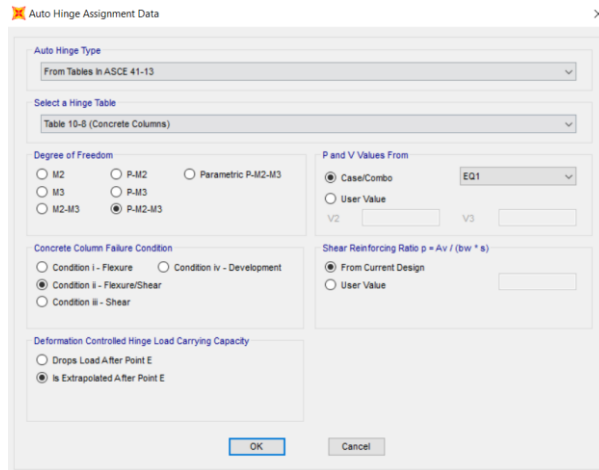 Auto Hinge Assignment Data
Auto Hinge Type
From Tables In ASCE 41-13
Select a Hinge Table
Table 10-8 (Concrete Columns)
Degree of Freedom
M2 P-M2 Parametric P-M2-M3
M3 P-M3
M2-M3 P-M2-M3
P and V Values From
Case/Combo EQ1
User Value
V2 V3
Concrete Column Failure Condition
Condition i - Flexure Condition iv - Development
Condition ii - Flexure/Shear
Condition iii - Shear
Shear Reinforcing Ratio p = Av / (bw * s)
From Current Design
User Value
Deformation Controlled Hinge Load Carrying Capacity
Drops Load After Point E
Is Extrapolated After Point E
OK Cancel